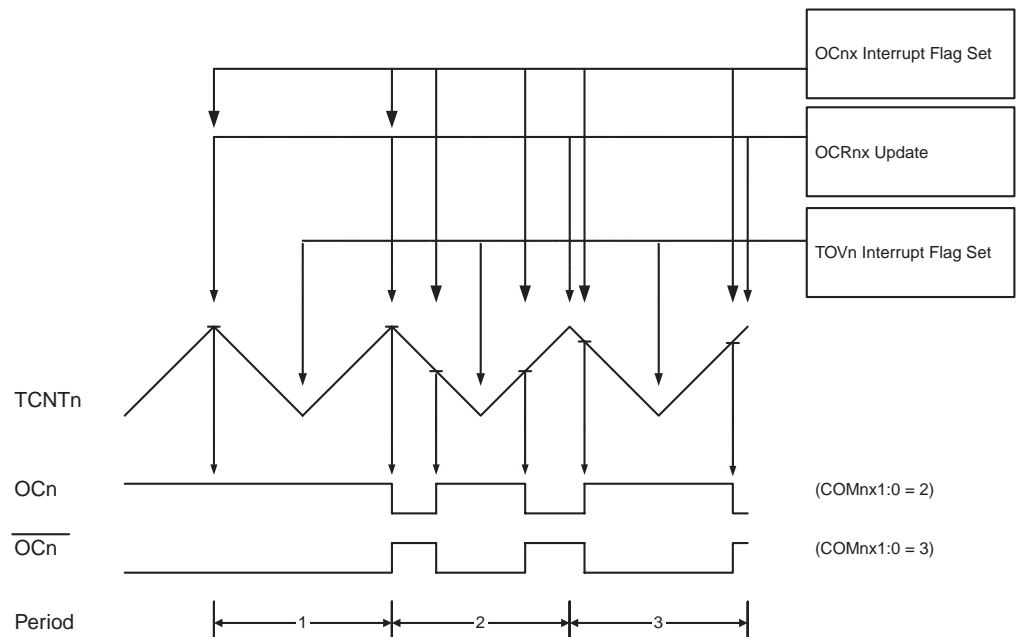 OCnx Interrupt Flag Set
OCRnx Update
TOVn Interrupt Flag Set
TCNTn
OCn
(COMnx1:0 = 2)
OCn
(COMnx1:0 = 3)
Period
1
2
3